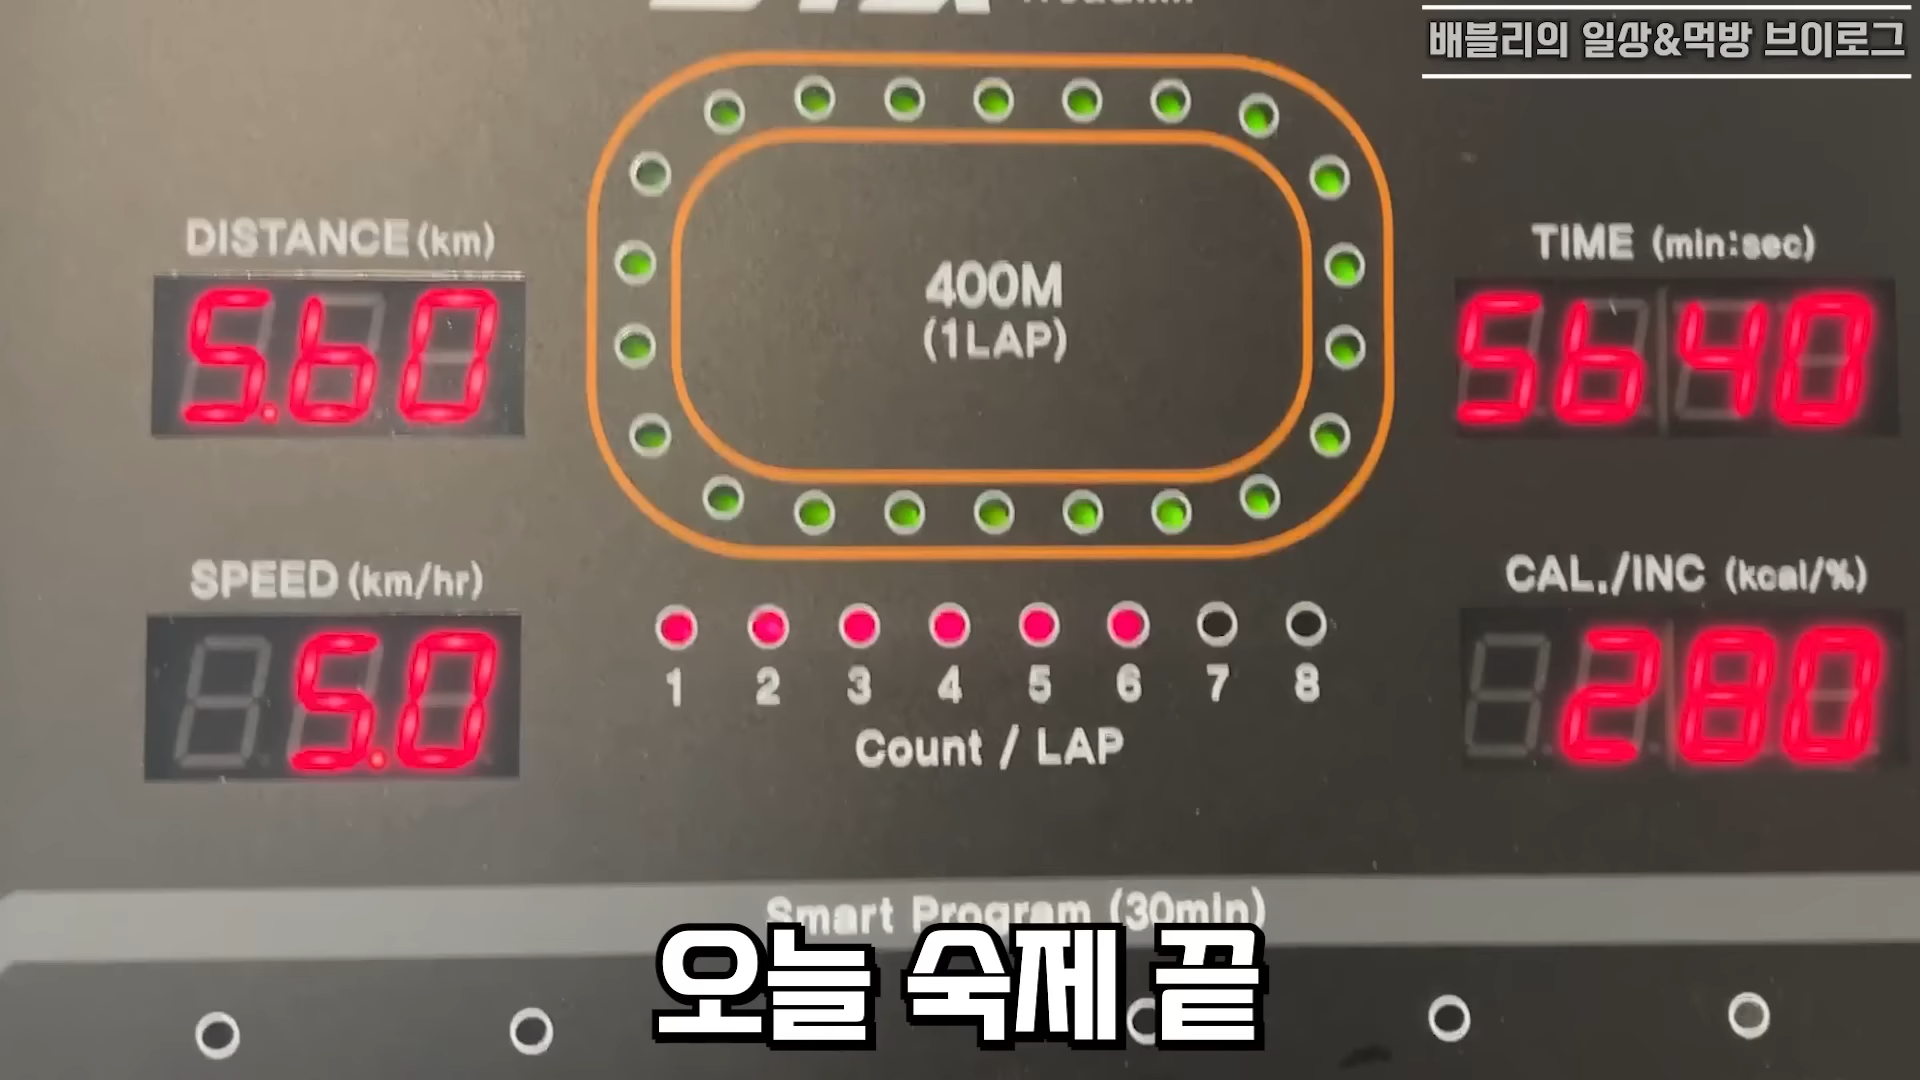 배블리의 일상&먹방 브이로그
DISTANCE (km)
5.60
400M
(1LAP)
TIME (min:sec)
56 40
SPEED (km/hr)
5.0
1 2 3 4 5 6 7 8
Count / LAP
CAL./INC (kcal/%)
280
Smart Program (30min)
오늘 숙제 끝